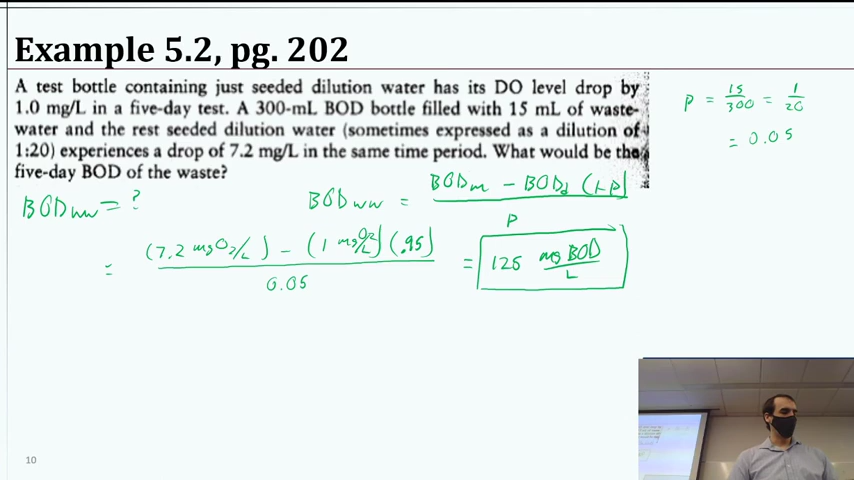 Example 5.2, pg. 202
A test bottle containing just seeded dilution water has its DO level drop by
1.0 mg/L in a five-day test. A 300-mL BOD bottle filled with 15 mL of waste-
water and the rest seeded dilution water (sometimes expressed as a dilution of
1:20) experiences a drop of 7.2 mg/L in the same time period. What would be the
five-day BOD of the waste?
P = 15/300 = 1/20
= 0.05
BODww = ?
BODww = BODm - BODd (1-P) / P
= (7.2 mg O2/L) - (1 mg O2/L)(.95) / 0.05 = 125 mg BOD/L
10